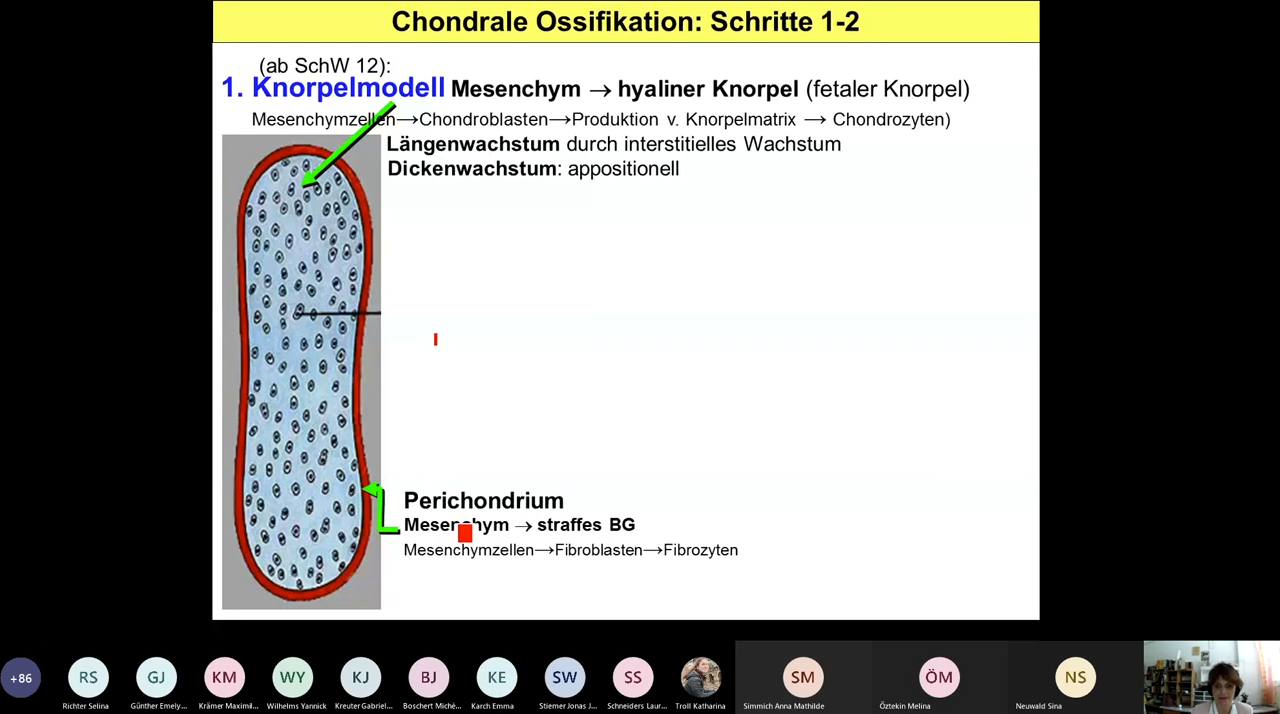 Chondrale Ossifikation: Schritte 1-2
(ab SchW 12):
1. Knorpelmodell Mesenchym → hyaliner Knorpel (fetaler Knorpel)
Mesenchymzellen→Chondroblasten→Produktion v. Knorpelmatrix → Chondrozyten)
Längenwachstum durch interstitielles Wachstum
Dickenwachstum: appositionell
Perichondrium
Mesenchym → straffes BG
Mesenchymzellen→Fibroblasten→Fibrozyten
+86 RS GJ KM WY KJ BJ KE SW SS SM ÖM NS
Richter Selina Günther Emely... Krämer Maximil... Wilhelms Yannick Kreuter Gabriel... Boschert Michè... Karch Emma Stiemer Jonas J... Schneiders Laur... Troll Katharina Simmich Anna Mathilde Öztekin Melina Neuwald Sina